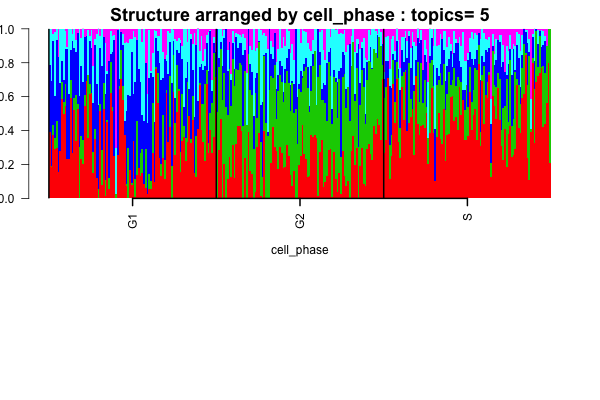 Structure arranged by cell_phase : topics= 5
1.0
0.8
0.6
0.4
0.2
0.0
G1
G2
S
cell_phase